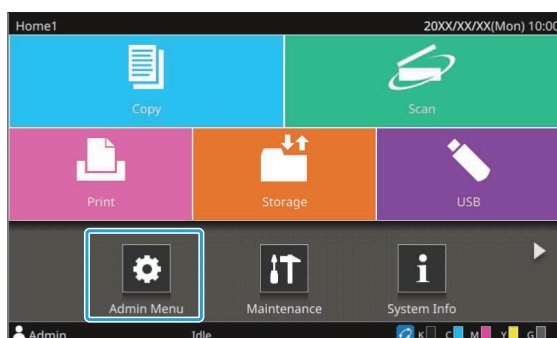 Home1 20XX/XX/XX(Mon) 10:00
Copy Scan
Print Storage USB
Admin Menu Maintenance System Info
Admin Idle K C M Y G